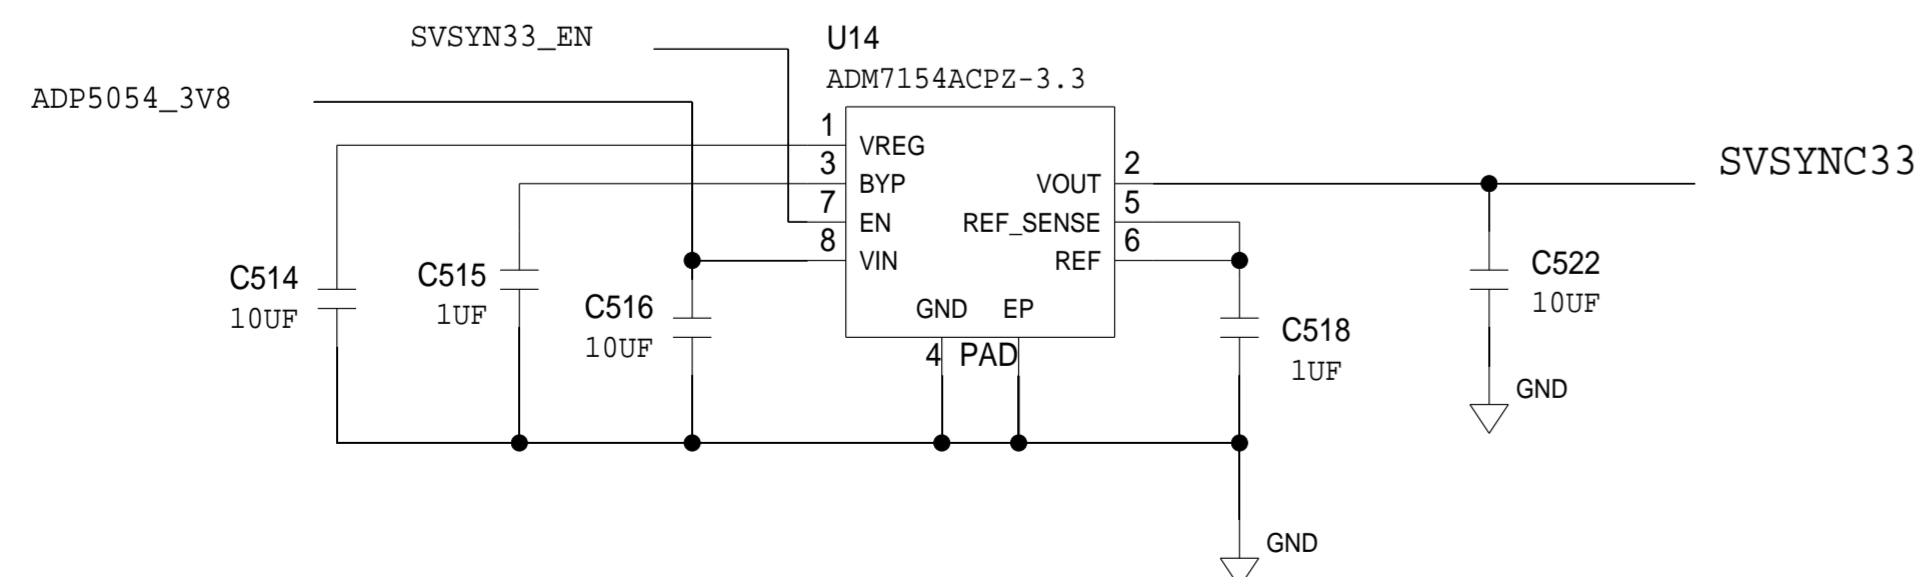 SVSYN33_EN
U14
ADM7154ACPZ-3.3
ADP5054_3V8
1
VREG
3
BYP
7
EN
8
VIN
VOUT
2
REF_SENSE
5
REF
6
GND
EP
4
PAD
SVSYNC33
C514
10UF
C515
1UF
C516
10UF
C518
1UF
C522
10UF
GND
GND